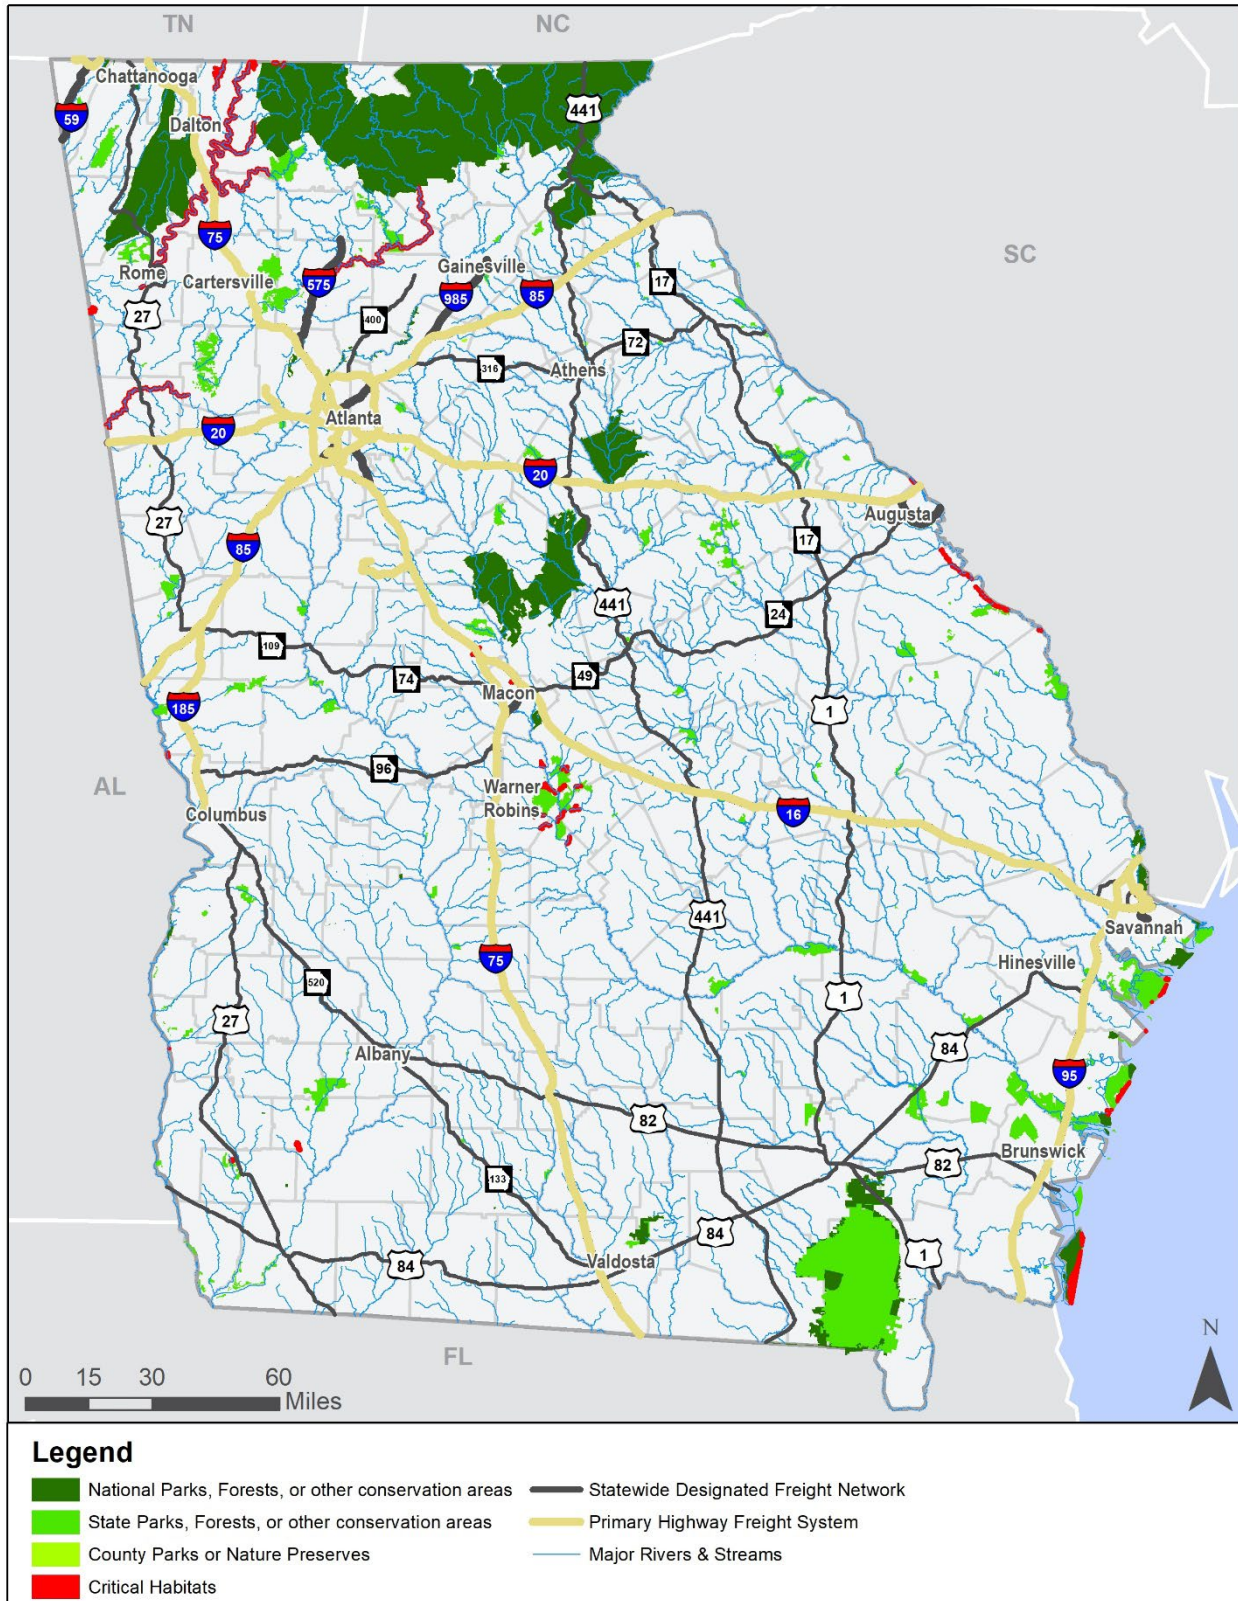 TN
NC
Chattanooga
59
Dalton
441
75
SC
Rome
Cartersville
575
Gainesville
985
85
17
27
400
72
316
Athens
Atlanta
20
20
27
85
Augusta
17
441
24
109
74
49
Macon
185
1
AL
96
Warner
Robins
Columbus
16
441
Savannah
75
Hinesville
520
1
27
84
Albany
95
82
Brunswick
82
133
84
84
Valdosta
1
FL
N
0 15 30 60
Miles
Legend
National Parks, Forests, or other conservation areas
State Parks, Forests, or other conservation areas
County Parks or Nature Preserves
Critical Habitats
Statewide Designated Freight Network
Primary Highway Freight System
Major Rivers & Streams